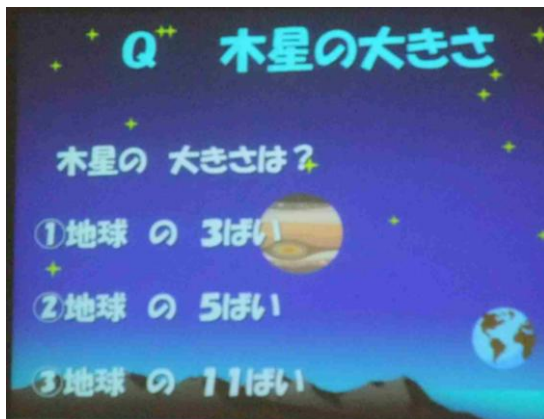 Q 木星の大きさ
木星の 大きさは？
①地球 の 3ばい
②地球 の 5ばい
③地球 の 11ばい